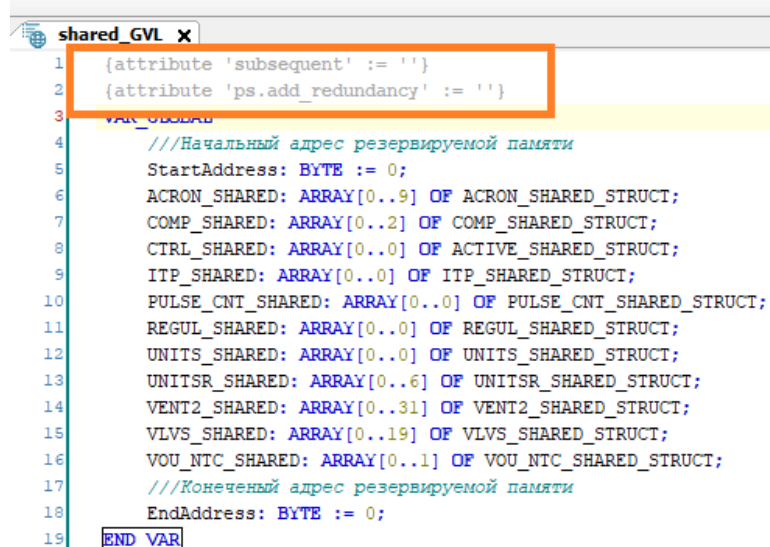 shared_GVL x
1 {attribute 'subsequent' := ''}
2 {attribute 'ps.add_redundancy' := ''}
3 VAR_GLOBAL
4 ///Начальный адрес резервируемой памяти
5 StartAddress: BYTE := 0;
6 ACRON_SHARED: ARRAY[0..9] OF ACRON_SHARED_STRUCT;
7 COMP_SHARED: ARRAY[0..2] OF COMP_SHARED_STRUCT;
8 CTRL_SHARED: ARRAY[0..0] OF ACTIVE_SHARED_STRUCT;
9 ITP_SHARED: ARRAY[0..0] OF ITP_SHARED_STRUCT;
10 PULSE_CNT_SHARED: ARRAY[0..0] OF PULSE_CNT_SHARED_STRUCT;
11 REGUL_SHARED: ARRAY[0..0] OF REGUL_SHARED_STRUCT;
12 UNITS_SHARED: ARRAY[0..0] OF UNITS_SHARED_STRUCT;
13 UNITSR_SHARED: ARRAY[0..6] OF UNITSR_SHARED_STRUCT;
14 VENT2_SHARED: ARRAY[0..31] OF VENT2_SHARED_STRUCT;
15 VLVS_SHARED: ARRAY[0..19] OF VLVS_SHARED_STRUCT;
16 VOU_NTC_SHARED: ARRAY[0..1] OF VOU_NTC_SHARED_STRUCT;
17 ///Конеченый адрес резервируемой памяти
18 EndAddress: BYTE := 0;
19 END_VAR